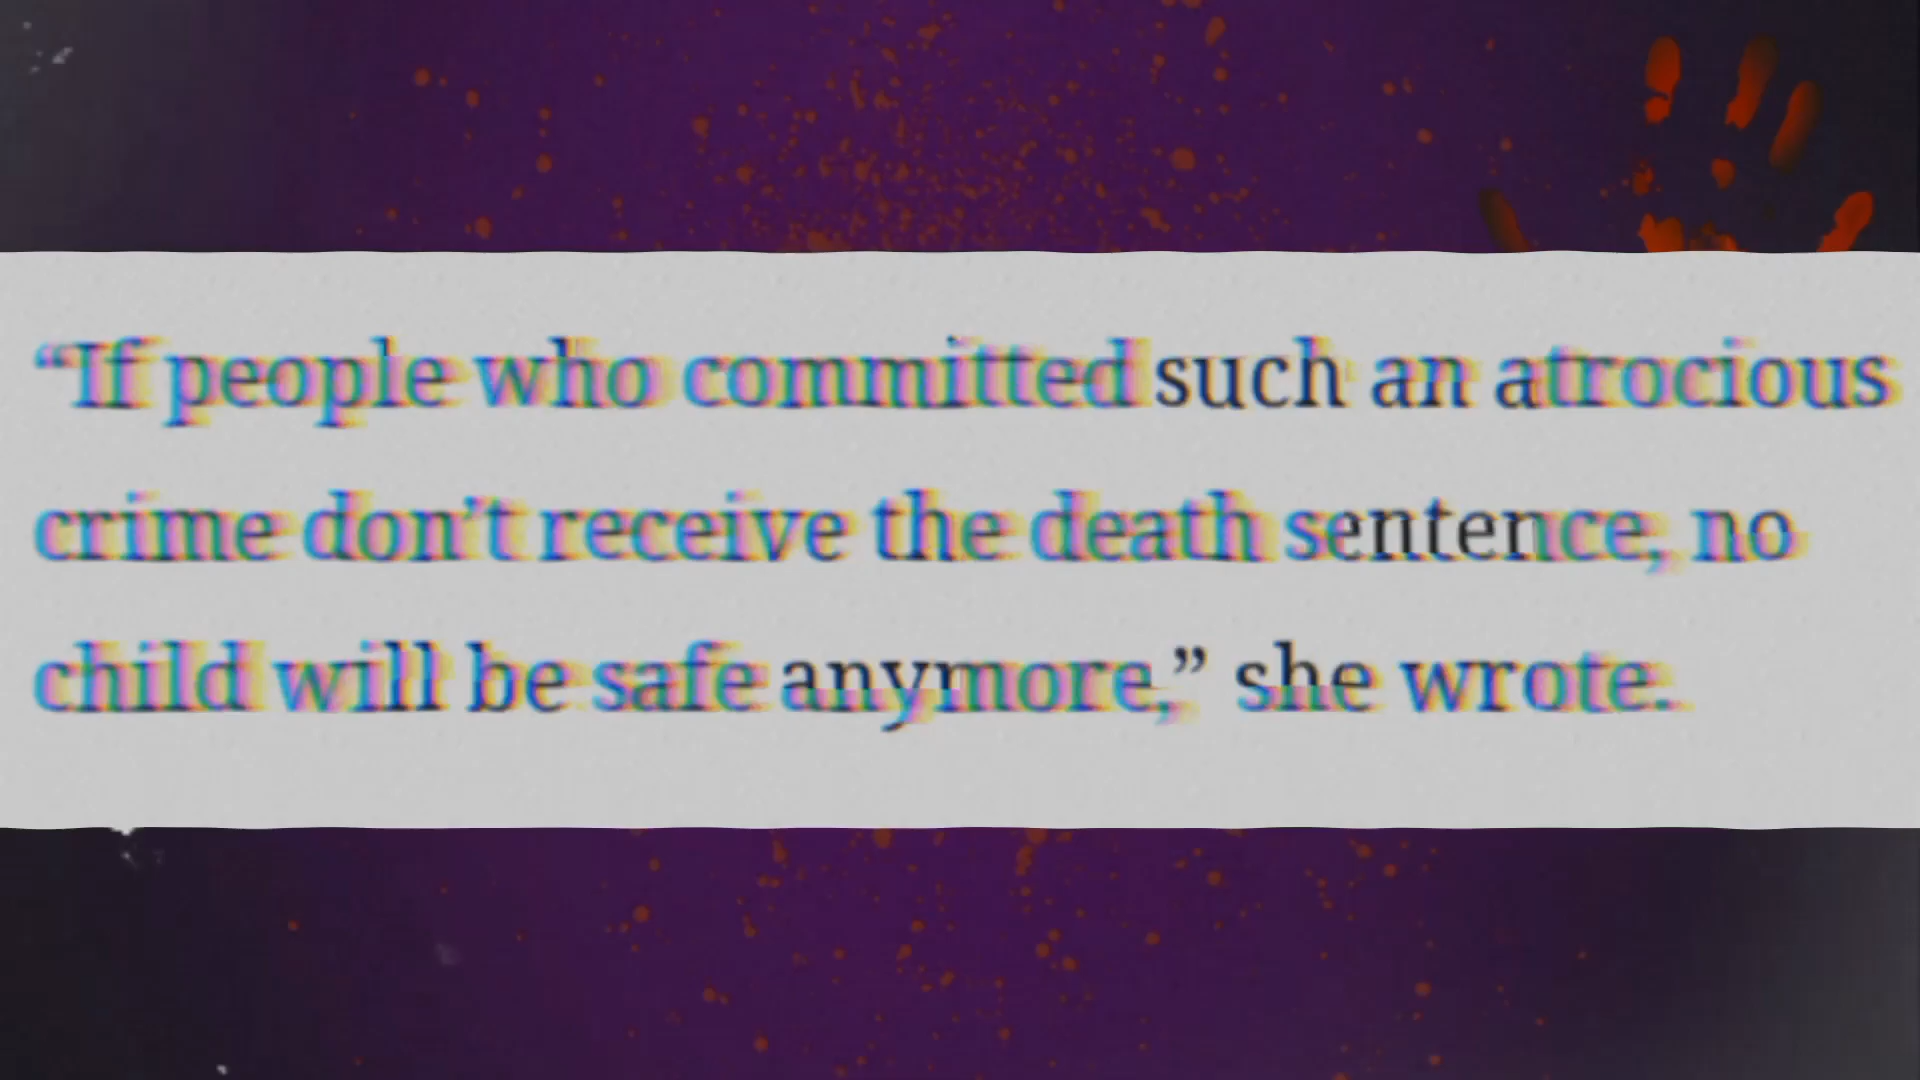 “If people who committed such an atrocious
crime don’t receive the death sentence, no
child will be safe anymore,” she wrote.